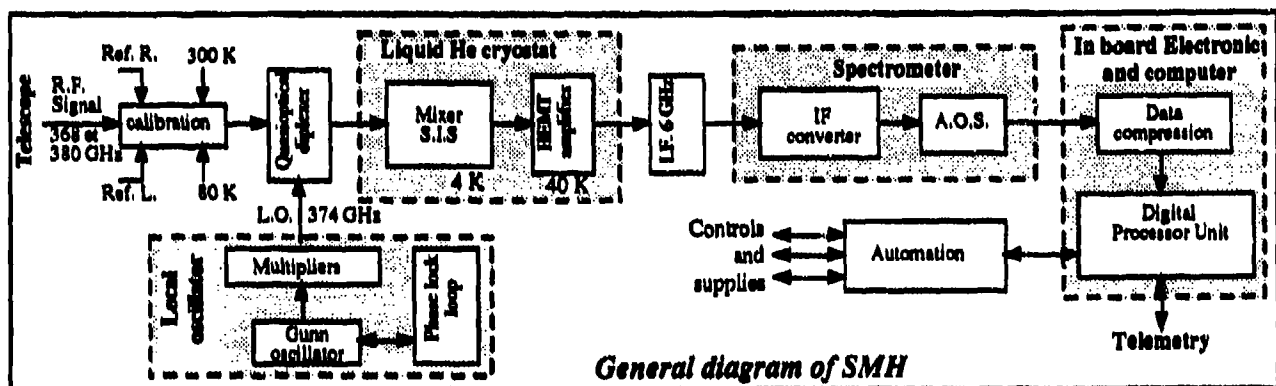 Telescope
R.F.
Signal
368 et
380 GHz
Ref. R.
300 K
calibration
Ref. L.
80 K
Quasioptical
diplexer
L.O.
374 GHz
Local
oscillator
Multipliers
Gunn
oscillator
Phase lock
loop
Liquid He cryostat
Mixer
S.I.S
4 K
HEMT
amplifier
40 K
I.F. 6 GHz
Spectrometer
IF
converter
A.O.S.
In board Electronic
and computer
Data
compression
Digital
Processor Unit
Controls
and
supplies
Automation
Telemetry
General diagram of SMH